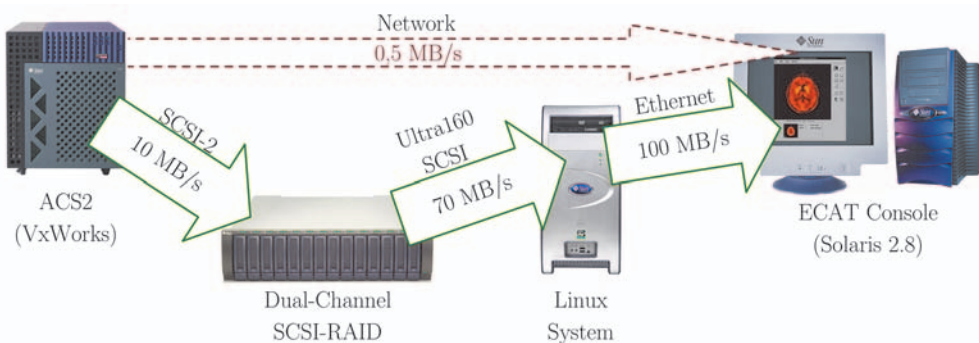 Network
0,5 MB/s
Sun
SCSI-2
10 MB/s
Ultra160
SCSI
70 MB/s
Ethernet
100 MB/s
ACS2
(VxWorks)
Dual-Channel
SCSI-RAID
Linux
System
ECAT Console
(Solaris 2.8)